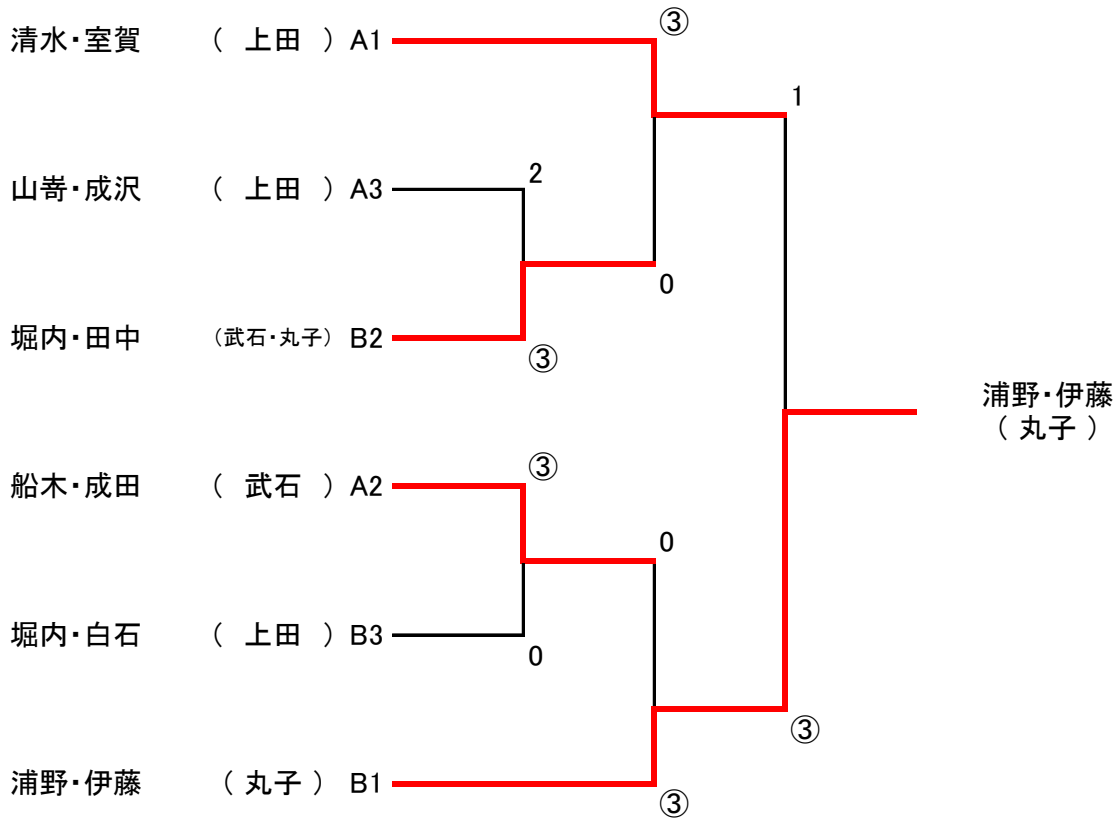 ③
清水・室賀 （ 上田 ） A1
1
山嵜・成沢 （ 上田 ） A3
2
0
堀内・田中 （武石・丸子） B2
③
浦野・伊藤
（ 丸子 ）
船木・成田 （ 武石 ） A2
③
0
堀内・白石 （ 上田 ） B3
0
③
浦野・伊藤 （ 丸子 ） B1
③